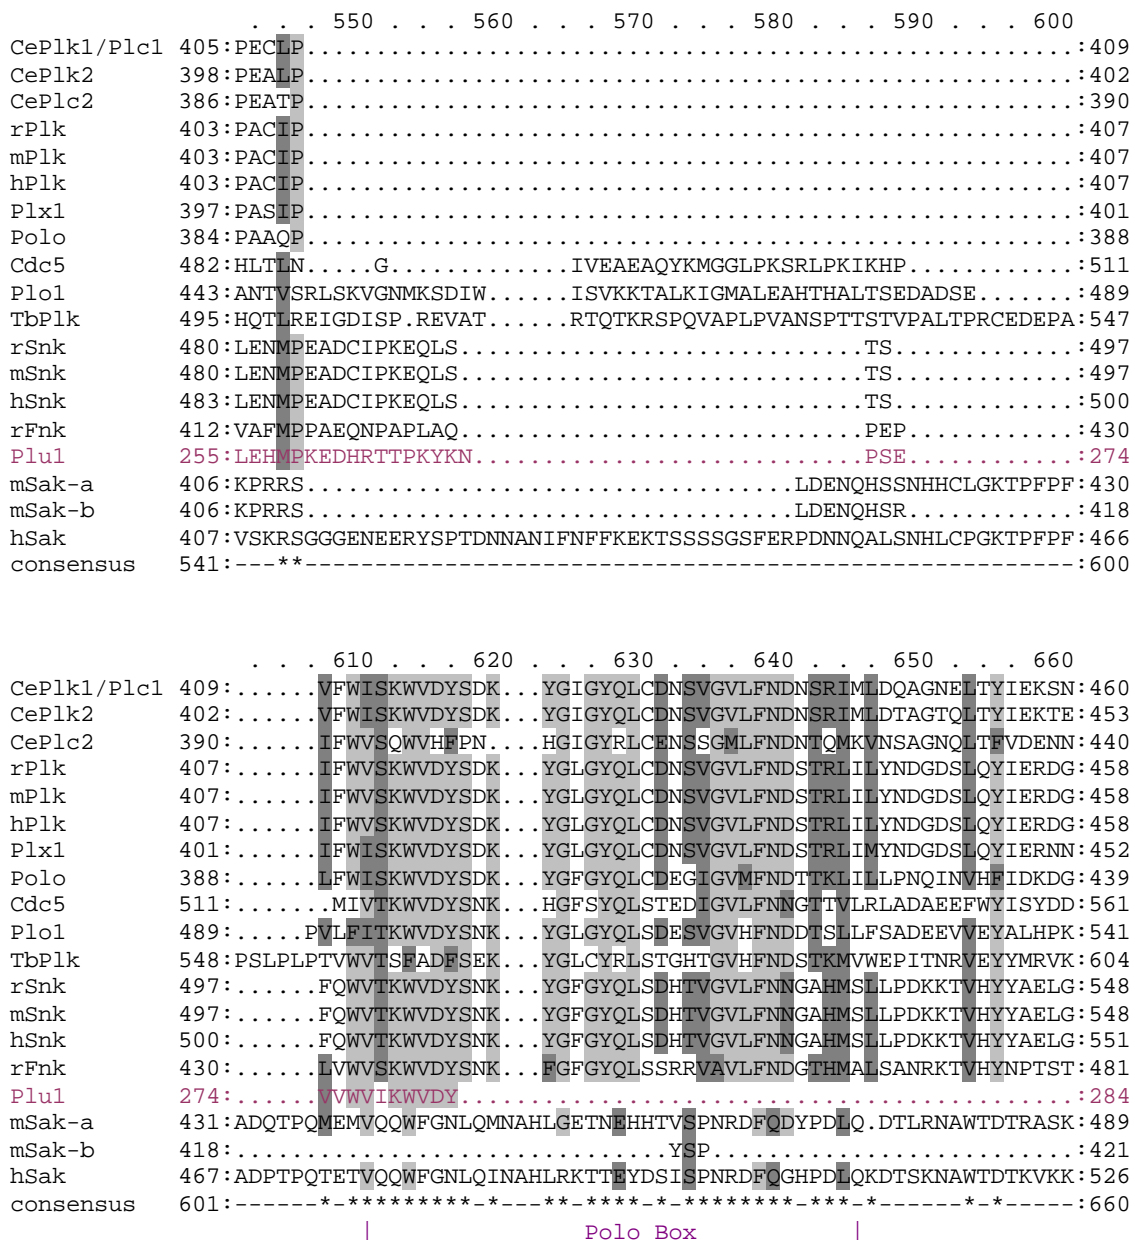 . . 550 . . . 560 . . . 570 . . . 580 . . . 590 . . . 600
CePlk1/Plc1 405:PECLP.......................................................:409
CePlk2 398:PEALP.......................................................:402
CePlc2 386:PEATP.......................................................:390
rPlk 403:PACIP.......................................................:407
mPlk 403:PACIP.......................................................:407
hPlk 403:PACIP.......................................................:407
Plx1 397:PASIP.......................................................:401
Polo 384:PAAQP.......................................................:388
Cdc5 482:HLTLN.....G.............IVEAEAQYKMGGLPKSRLPKIKHP............:511
Plo1 443:ANTVSRLSKVGNMKSDIW......ISVKKTALKIGMALEAHTHALTSEDADSE.......:489
TbPlk 495:HQTLREIGDISP.REVAT......RTQTKRSPQVAPLPVANSPTTSTVPALTPRCEDEPA:547
rSnk 480:LENMPEADCIPKEQLS.............................TS.............:497
mSnk 480:LENMPEADCIPKEQLS.............................TS.............:497
hSnk 483:LENMPEADCIPKEQLS.............................TS.............:500
rFnk 412:VAFMPPAEQNPAPLAQ.............................PEP............:430
Plu1 255:LEHMPKEDHRTTPKYKN............................PSE............:274
mSak-a 406:KPRRS...................................LDENQHSSNHHCLGKTPFPF:430
mSak-b 406:KPRRS...................................LDENQHSR............:418
hSak 407:VSKRSGGGENEERYSPTDNNANIFNFFKEKTSSSSGSFERPDNNQALSNHLCPGKTPFPF:466
consensus 541:---**-------------------------------------------------------:600
. . . 610 . . . 620 . . . 630 . . . 640 . . . 650 . . . 660
CePlk1/Plc1 409:......VFWISKWVDYSDK...YGIGYQLCDNSVGVLFNDNSRIMLDQAGNELTYIEKSN:460
CePlk2 402:......VFWISKWVDYSDK...YGIGYQLCDNSVGVLFNDNSRIMLDTAGTQLTYIEKTE:453
CePlc2 390:......IFWVSQWVHFPN....HGIGYRLCENSSGMLFNDNTQMKVNSAGNQLTFVDENN:440
rPlk 407:......IFWVSKWVDYSDK...YGLGYQLCDNSVGVLFNDSTRLILYNDGDSLQYIERDG:458
mPlk 407:......IFWVSKWVDYSDK...YGLGYQLCDNSVGVLFNDSTRLILYNDGDSLQYIERDG:458
hPlk 407:......IFWVSKWVDYSDK...YGLGYQLCDNSVGVLFNDSTRLILYNDGDSLQYIERDG:458
Plx1 401:......IFWISKWVDYSDK...YGLGYQLCDNSVGVLFNDSTRLIMYNDGDSLQYIERNN:452
Polo 388:......LFWISKWVDYSDK...YGFGYQLCDEGIGVMFNDTTKLILLPNQINVHFIDKDG:439
Cdc5 511:.......MIVTKWVDYSNK...HGFSYQLSTEDIGVLFNNGTTVLRLADAEEFWYISYDD:561
Plo1 489:.....PVLFITKWVDYSNK...YGLGYQLSDESVGVHFNDDTSLLFSADEEVVEYALHPK:541
TbPlk 548:PSLPLPTVWVTSFADFSEK...YGLCYRLSTGHTGVHFNDSTKMVWEPITNRVEYYMRVK:604
rSnk 497:......FQWVTKWVDYSNK...YGFGYQLSDHTVGVLFNNGAHMSLLPDKKTVHYYAELG:548
mSnk 497:......FQWVTKWVDYSNK...YGFGYQLSDHTVGVLFNNGAHMSLLPDKKTVHYYAELG:548
hSnk 500:......FQWVTKWVDYSNK...YGFGYQLSDHTVGVLFNNGAHMSLLPDKKTVHYYAELG:551
rFnk 430:......LVWVSKWVDYSNK...FGFGYQLSSRRVAVLFNDGTHMALSANRKTVHYNPTST:481
Plu1 274:......VVWVIKWVDY............................................:284
mSak-a 431:ADQTPQMEMVQQWFGNLQMNAHLGETNEHHTVSPNRDFQDYPDLQ.DTLRNAWTDTRASK:489
mSak-b 418:...............................YSP..........................:421
hSak 467:ADPTPQTETVQQWFGNLQINAHLRKTTEYDSISPNRDFQGHPDLQKDTSKNAWTDTKVKK:526
consensus 601:------*-*********-*---**-****-*-************-*------*-*-----:660
| Polo Box |